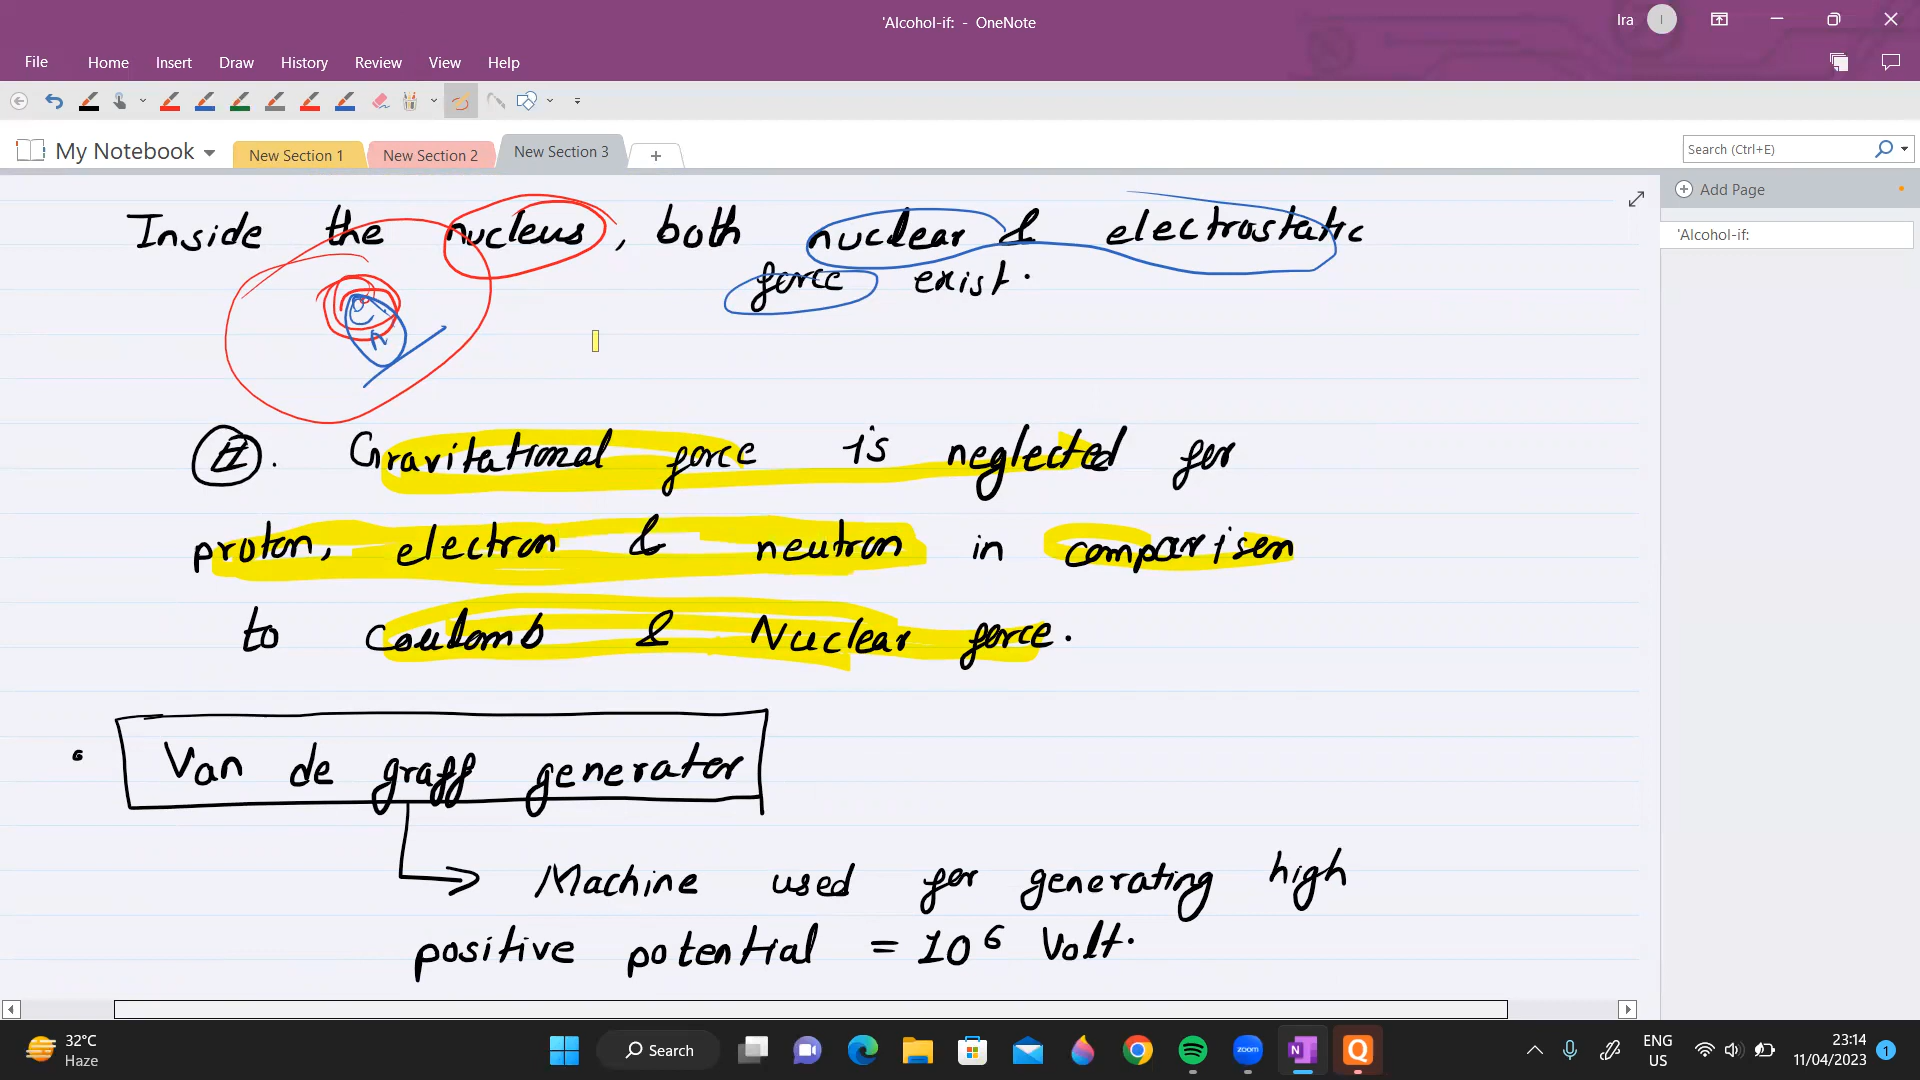 'Alcohol-if: - OneNote
Ira I
File Home Insert Draw History Review View Help
My Notebook New Section 1 New Section 2 New Section 3 +
Search (Ctrl+E)
Add Page
'Alcohol-if:
Inside the nucleus, both nuclear & electrostatic
force exist.
N
II. Gravitational force is neglected for
proton, electron & neutron in comparison
to Coulomb & Nuclear force.
Van de graff generator
Machine used for generating high
positive potential = 10⁶ Volt.
32°C
Haze
Search
zoom
N
Q
ENG
US
23:14
11/04/2023
1